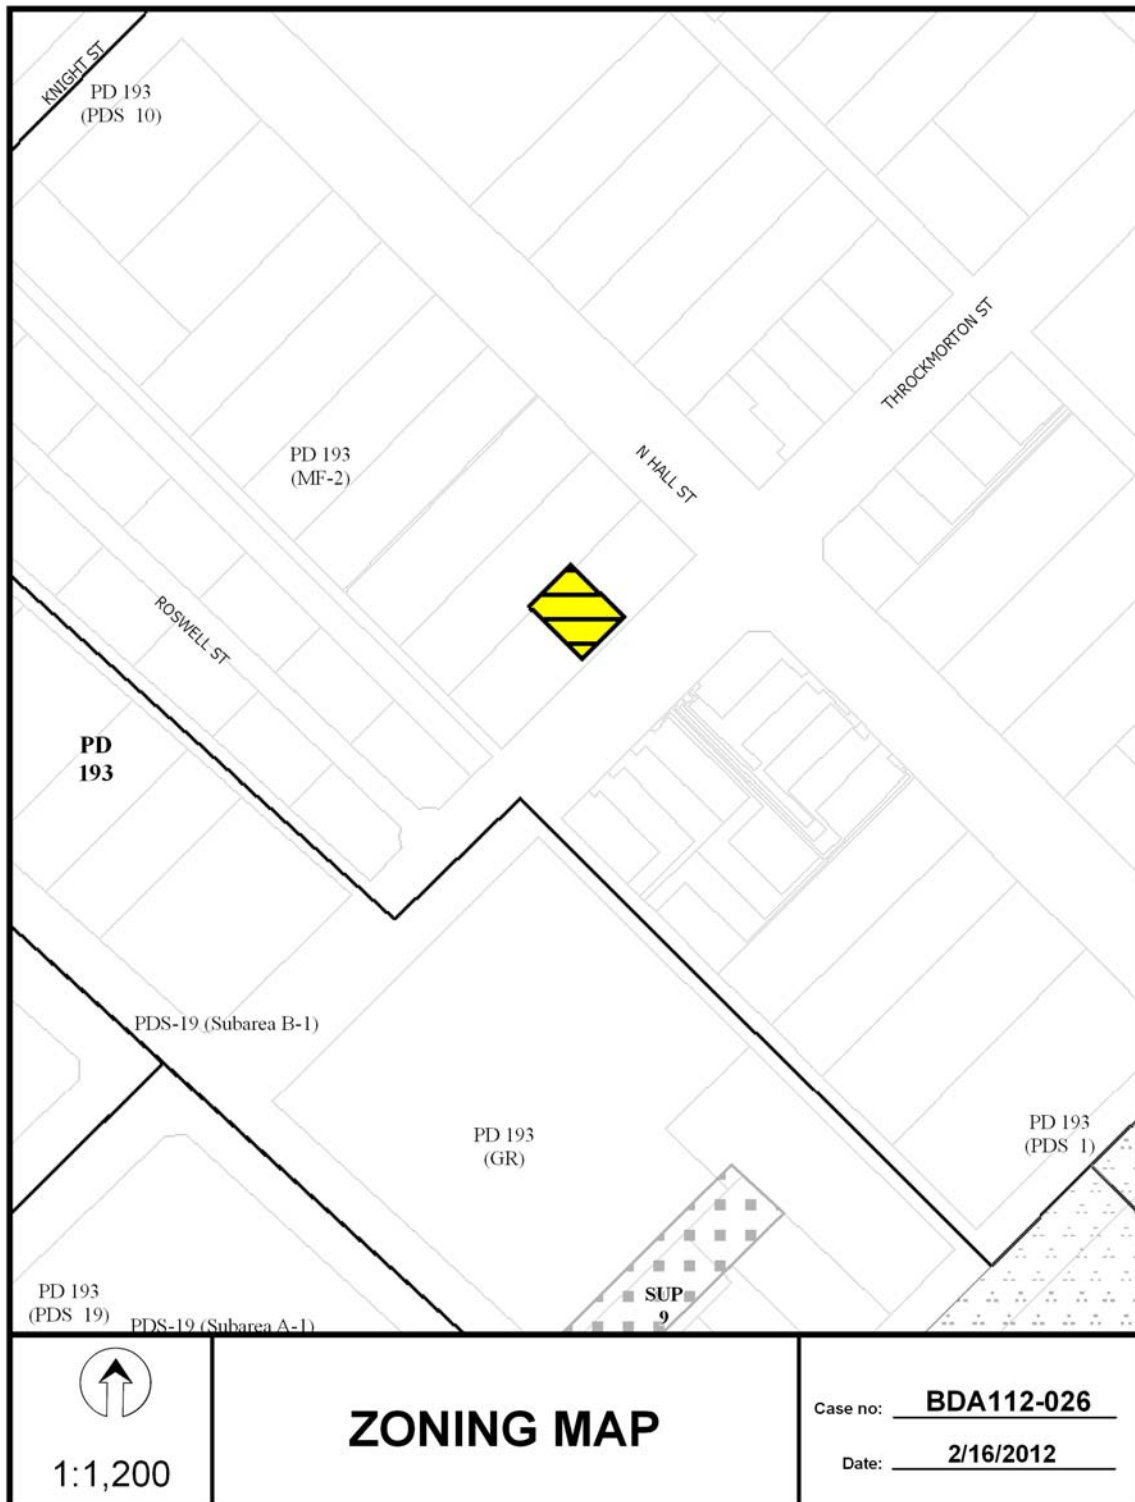 KNIGHT ST
PD 193
(PDS 10)
THROCKMORTON ST
PD 193
(MF-2)
N HALL ST
ROSWELL ST
PD
193
PDS-19 (Subarea B-1)
PD 193
(GR)
PD 193
(PDS 1)
PD 193
(PDS 19)
SUP
9
PDS-19 (Subarea A-1)
1:1,200
ZONING MAP
Case no: BDA112-026
Date: 2/16/2012